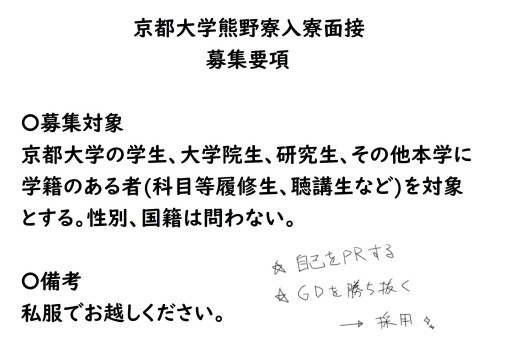 京都大学熊野寮入寮面接
募集要項
〇募集対象
京都大学の学生、大学院生、研究生、その他本学に
学籍のある者(科目等履修生、聴講生など)を対象
とする。性別、国籍は問わない。
〇備考
私服でお越しください。
☆ 自己をPRする
☆ GDを勝ち抜く
→ 採用